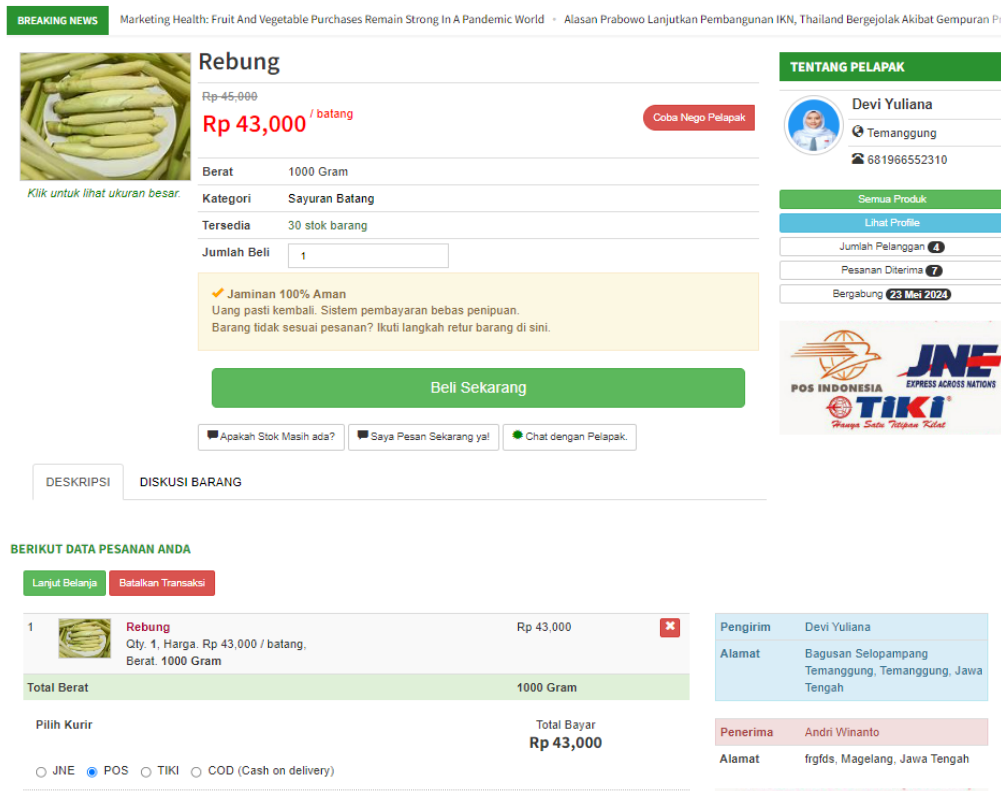 BREAKING NEWS
Marketing Health: Fruit And Vegetable Purchases Remain Strong In A Pandemic World
Alasan Prabowo Lanjutkan Pembangunan IKN, Thailand Bergejolak Akibat Gempuran
Rebung
Rp 45,000
Rp 43,000 / batang
Coba Nego Pelapak
Klik untuk lihat ukuran besar.
Berat 1000 Gram
Kategori Sayuran Batang
Tersedia 30 stok barang
Jumlah Beli 1
Jaminan 100% Aman
Uang pasti kembali. Sistem pembayaran bebas penipuan.
Barang tidak sesuai pesanan? Ikuti langkah retur barang di sini.
Beli Sekarang
Apakah Stok Masih ada? Saya Pesan Sekarang ya! Chat dengan Pelapak.
DESKRIPSI DISKUSI BARANG
TENTANG PELAPAK
Devi Yuliana
Temanggung
681966552310
Semua Produk
Lihat Profile
Jumlah Pelanggan 4
Pesanan Diterima 7
Bergabung 23 Mei 2024
POS INDONESIA
JNE
EXPRESS ACROSS NATIONS
TIKI
Hanya Satu Titipan Kilat
BERIKUT DATA PESANAN ANDA
Lanjut Belanja Batalkan Transaksi
1 Rebung Rp 43,000
Qty. 1, Harga. Rp 43,000 / batang,
Berat. 1000 Gram
Total Berat 1000 Gram
Pilih Kurir Total Bayar
Rp 43,000
JNE POS TIKI COD (Cash on delivery)
Pengirim Devi Yuliana
Alamat Bagusan Selopampang
Temanggung, Temanggung, Jawa
Tengah
Penerima Andri Winanto
Alamat frgfds, Magelang, Jawa Tengah